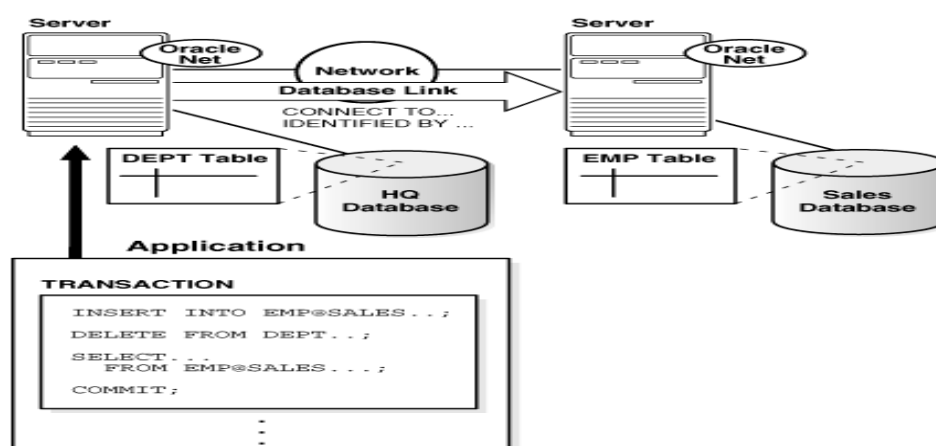 Server
Oracle
Net
Network
Database Link
CONNECT TO...
IDENTIFIED BY ...
Server
Oracle
Net
DEPT Table
HQ
Database
EMP Table
Sales
Database
Application
TRANSACTION
INSERT INTO EMP@SALES..;
DELETE FROM DEPT..;
SELECT...
FROM EMP@SALES...;
COMMIT;